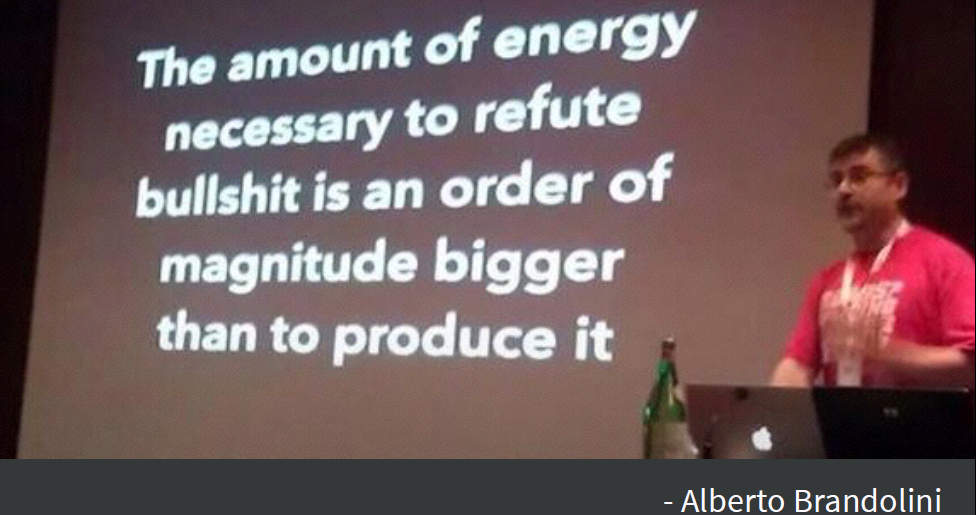 The amount of energy
necessary to refute
bullshit is an order of
magnitude bigger
than to produce it
- Alberto Brandolini